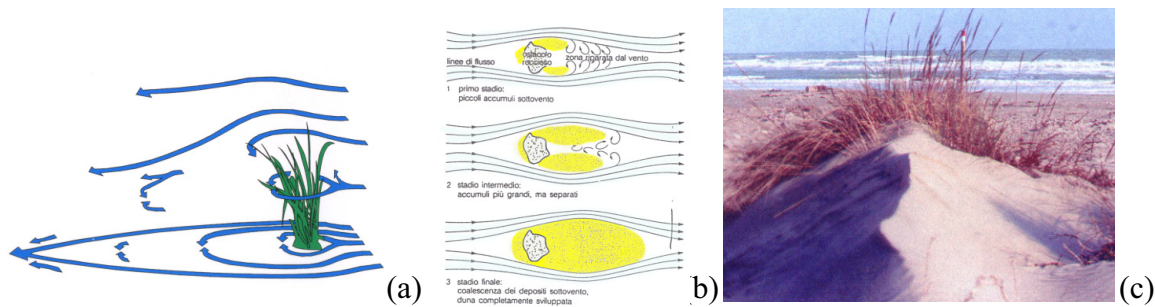 linee di flusso
ostacolo
roccioso
zona riparata dal vento
1 primo stadio:
piccoli accumuli sottovento
2 stadio intermedio:
accumuli più grandi, ma separati
3 stadio finale:
coalescenza dei depositi sottovento,
duna completamente sviluppata
(a)
b)
(c)